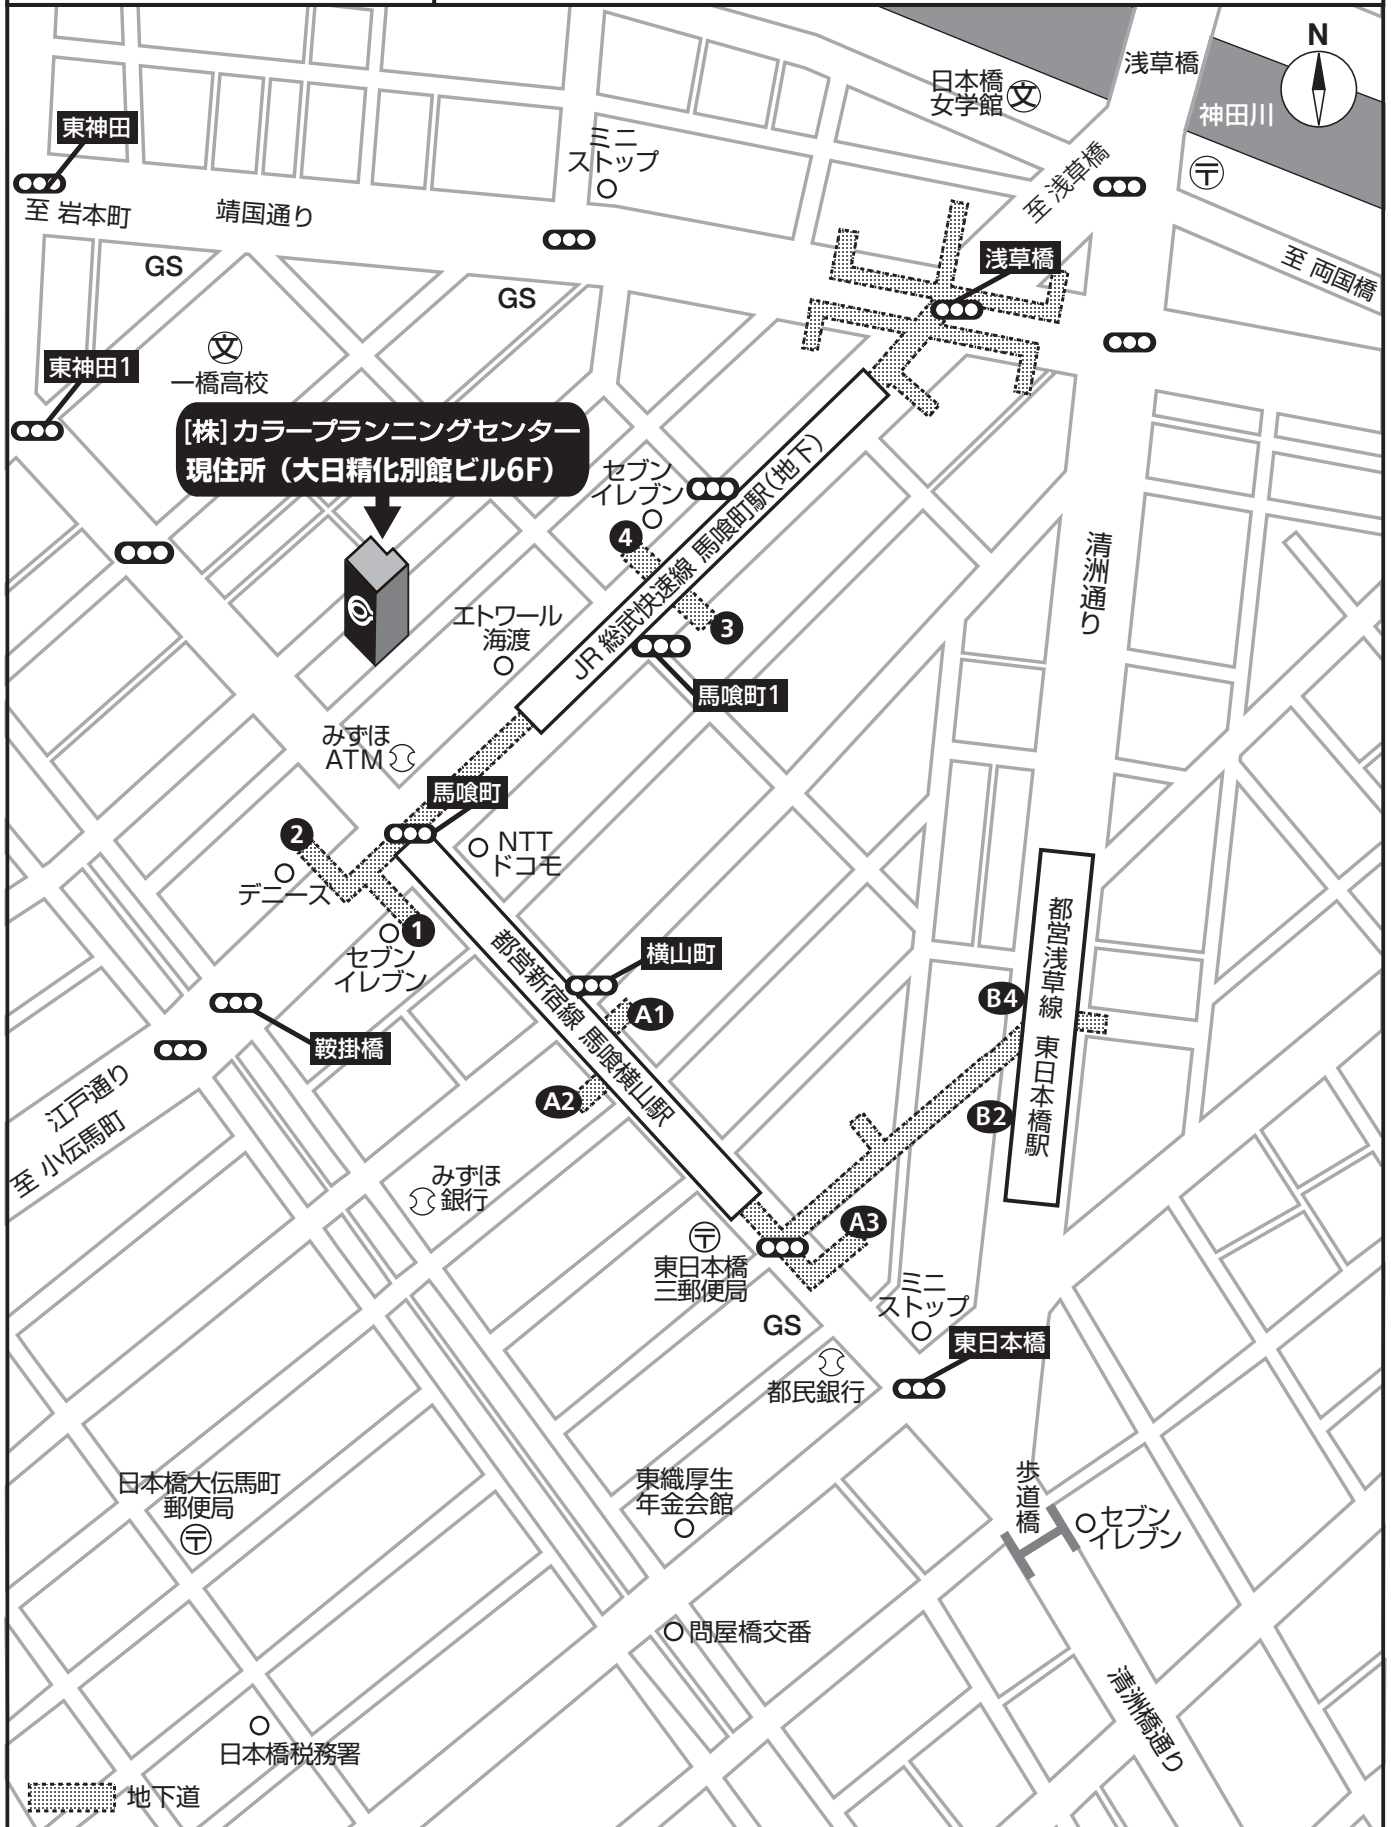 N
浅草橋
神田川
日本橋
女学館
文
東神田
ミニ
ストップ
至 浅草橋
〒
至 岩本町
靖国通り
GS
GS
浅草橋
至 両国橋
文
一橋高校
東神田1
[株]カラープランニングセンター
現住所（大日精化別館ビル6F）
セブン
イレブン
4
JR 総武快速線 馬喰町駅(地下)
清洲通り
3
エトワール
海渡
馬喰町1
みずほ
ATM
馬喰町
2
NTT
ドコモ
デニーズ
1
セブン
イレブン
都営新宿線 馬喰横山駅
横山町
A1
A2
都営浅草線 東日本橋駅
B4
B2
鞍掛橋
江戸通り
至 小伝馬町
みずほ
銀行
〒
東日本橋
三郵便局
A3
GS
ミニ
ストップ
東日本橋
都民銀行
日本橋大伝馬町
郵便局
〒
東織厚生
年金会館
歩道橋
セブン
イレブン
問屋橋交番
清洲橋通り
日本橋税務署
地下道